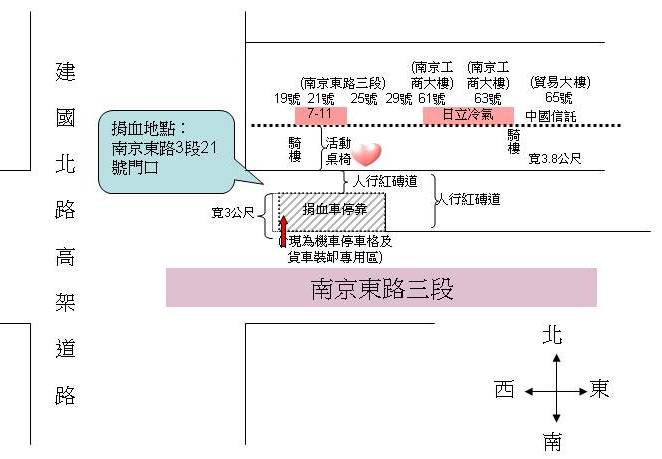 建國北路高架道路
捐血地點：
南京東路3段21
號門口
(南京東路三段)
(南京工
商大樓)
(南京工
商大樓)
(貿易大樓)
19號 21號 25號 29號 61號 63號 65號
7-11
日立冷氣
中國信託
騎樓
活動
桌椅
騎樓
寬3.8公尺
人行紅磚道
人行紅磚道
寬3公尺
捐血車停靠
現為機車停車格及
貨車裝卸專用區)
南京東路三段
北
西
東
南